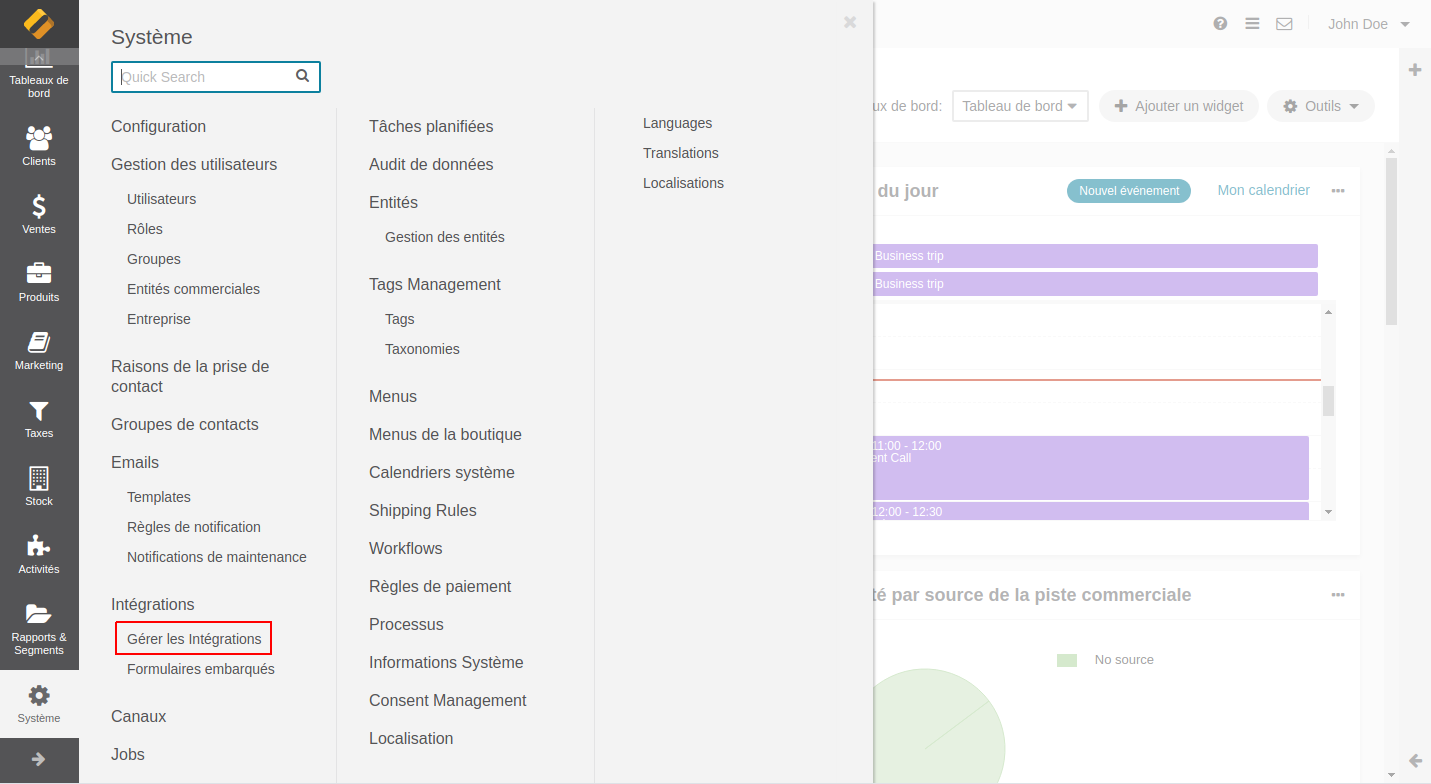 Tableaux de
bord
Clients
Ventes
Produits
Marketing
Taxes
Stock
Activités
Rapports &
Segments
Système
Système
Quick Search
Configuration
Gestion des utilisateurs
Utilisateurs
Rôles
Groupes
Entités commerciales
Entreprise
Raisons de la prise de
contact
Groupes de contacts
Emails
Templates
Règles de notification
Notifications de maintenance
Intégrations
Gérer les Intégrations
Formulaires embarqués
Canaux
Jobs
Tâches planifiées
Audit de données
Entités
Gestion des entités
Tags Management
Tags
Taxonomies
Menus
Menus de la boutique
Calendriers système
Shipping Rules
Workflows
Règles de paiement
Processus
Informations Système
Consent Management
Localisation
Languages
Translations
Localisations
John Doe
ux de bord:
Tableau de bord
Ajouter un widget
Outils
du jour
Nouvel événement
Mon calendrier
Business trip
Business trip
11:00 - 12:00
ent Call
12:00 - 12:30
té par source de la piste commerciale
No source